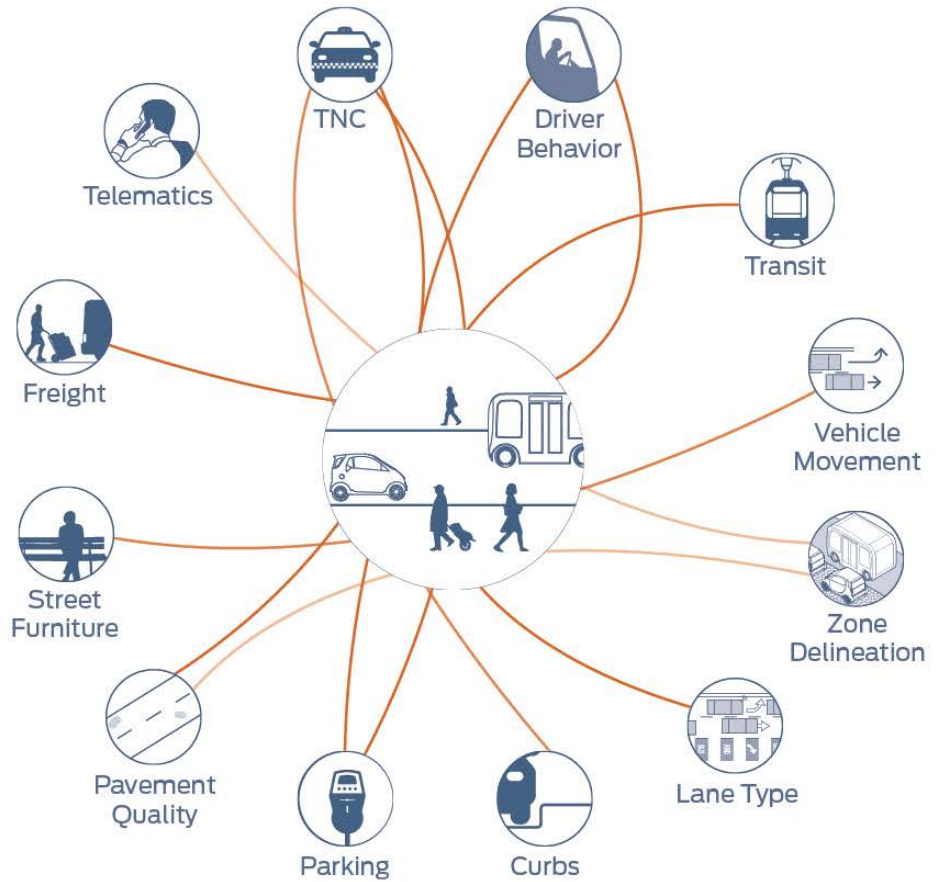 TNC
Driver
Behavior
Telematics
Transit
Freight
Vehicle
Movement
Street
Furniture
Zone
Delineation
Pavement
Quality
Lane Type
Parking
Curbs